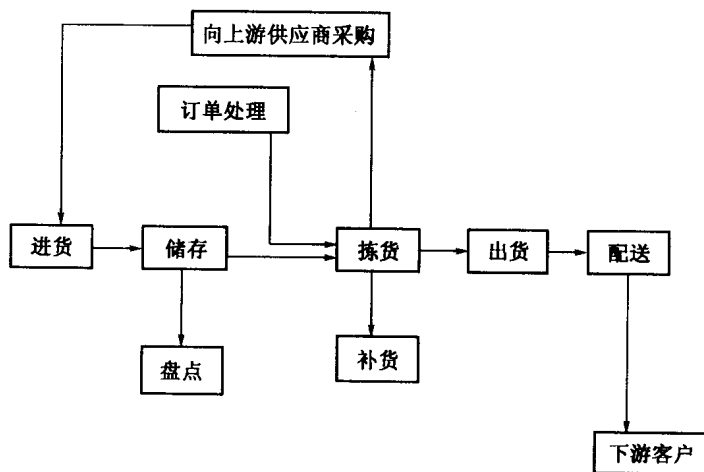 向上游供应商采购
订单处理
进货
储存
拣货
出货
配送
盘点
补货
下游客户